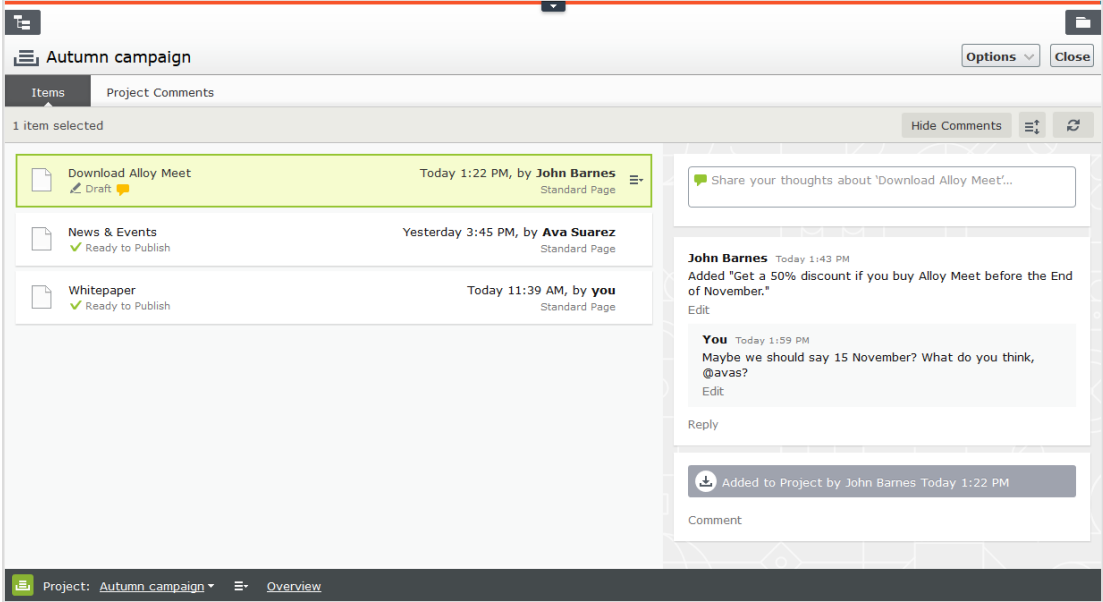 Autumn campaign
Options
Close
Items
Project Comments
1 item selected
Hide Comments
Download Alloy Meet
Draft
Today 1:22 PM, by John Barnes
Standard Page
News & Events
Ready to Publish
Yesterday 3:45 PM, by Ava Suarez
Standard Page
Whitepaper
Ready to Publish
Today 11:39 AM, by you
Standard Page
Share your thoughts about 'Download Alloy Meet'...
John Barnes Today 1:43 PM
Added "Get a 50% discount if you buy Alloy Meet before the End
of November."
Edit
You Today 1:59 PM
Maybe we should say 15 November? What do you think,
@avas?
Edit
Reply
Added to Project by John Barnes Today 1:22 PM
Comment
Project: Autumn campaign
Overview